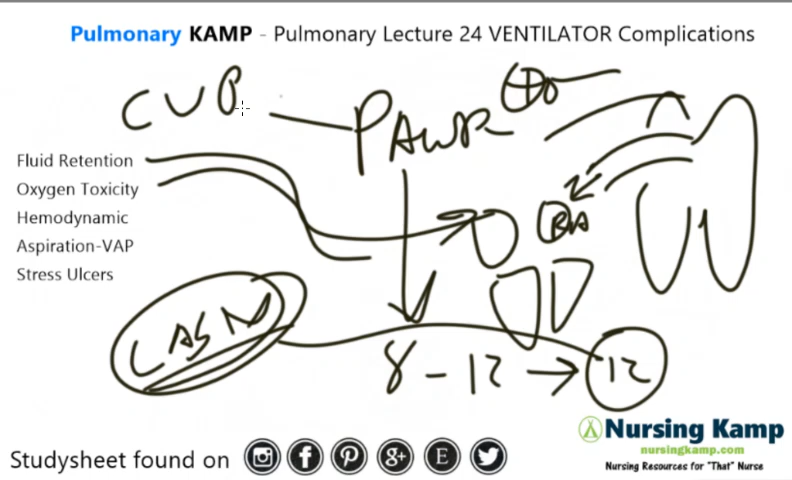 Pulmonary KAMP - Pulmonary Lecture 24 VENTILATOR Complications
CVP
PAWP
Fluid Retention
Oxygen Toxicity
Hemodynamic
Aspiration-VAP
Stress Ulcers
RA
8 - 12 → 12
Nursing Kamp
nursingkamp.com
Nursing Resources for "That" Nurse
Studysheet found on